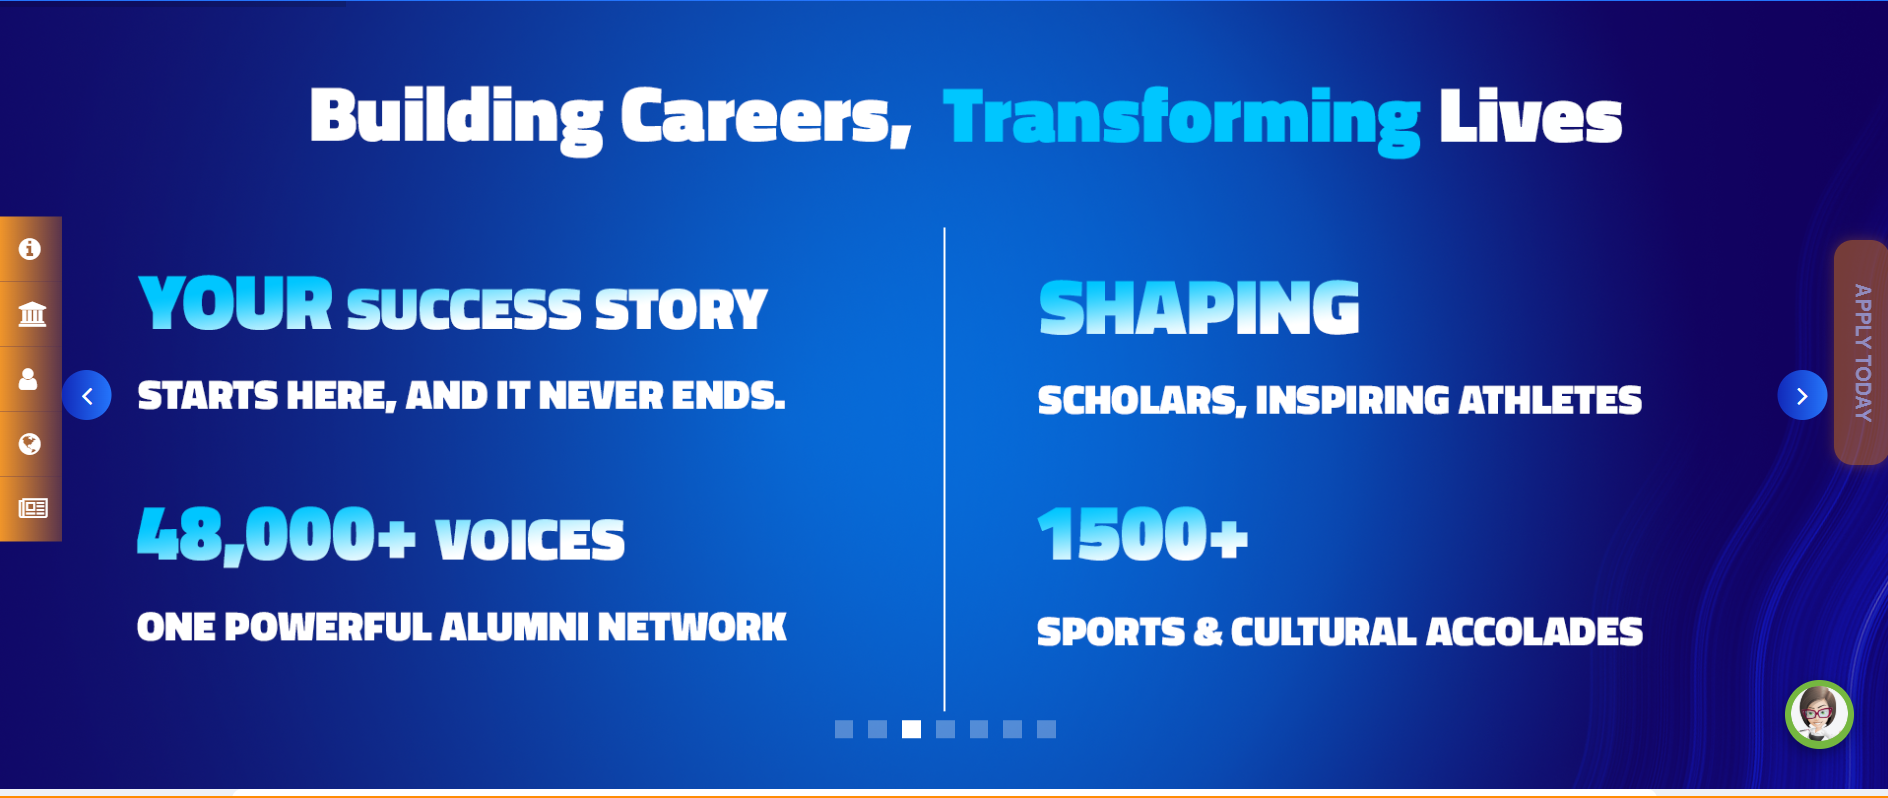 Building Careers, Transforming Lives
YOUR SUCCESS STORY
STARTS HERE, AND IT NEVER ENDS.
48,000+ VOICES
ONE POWERFUL ALUMNI NETWORK
SHAPING
SCHOLARS, INSPIRING ATHLETES
1500+
SPORTS & CULTURAL ACCOLADES
APPLY TODAY